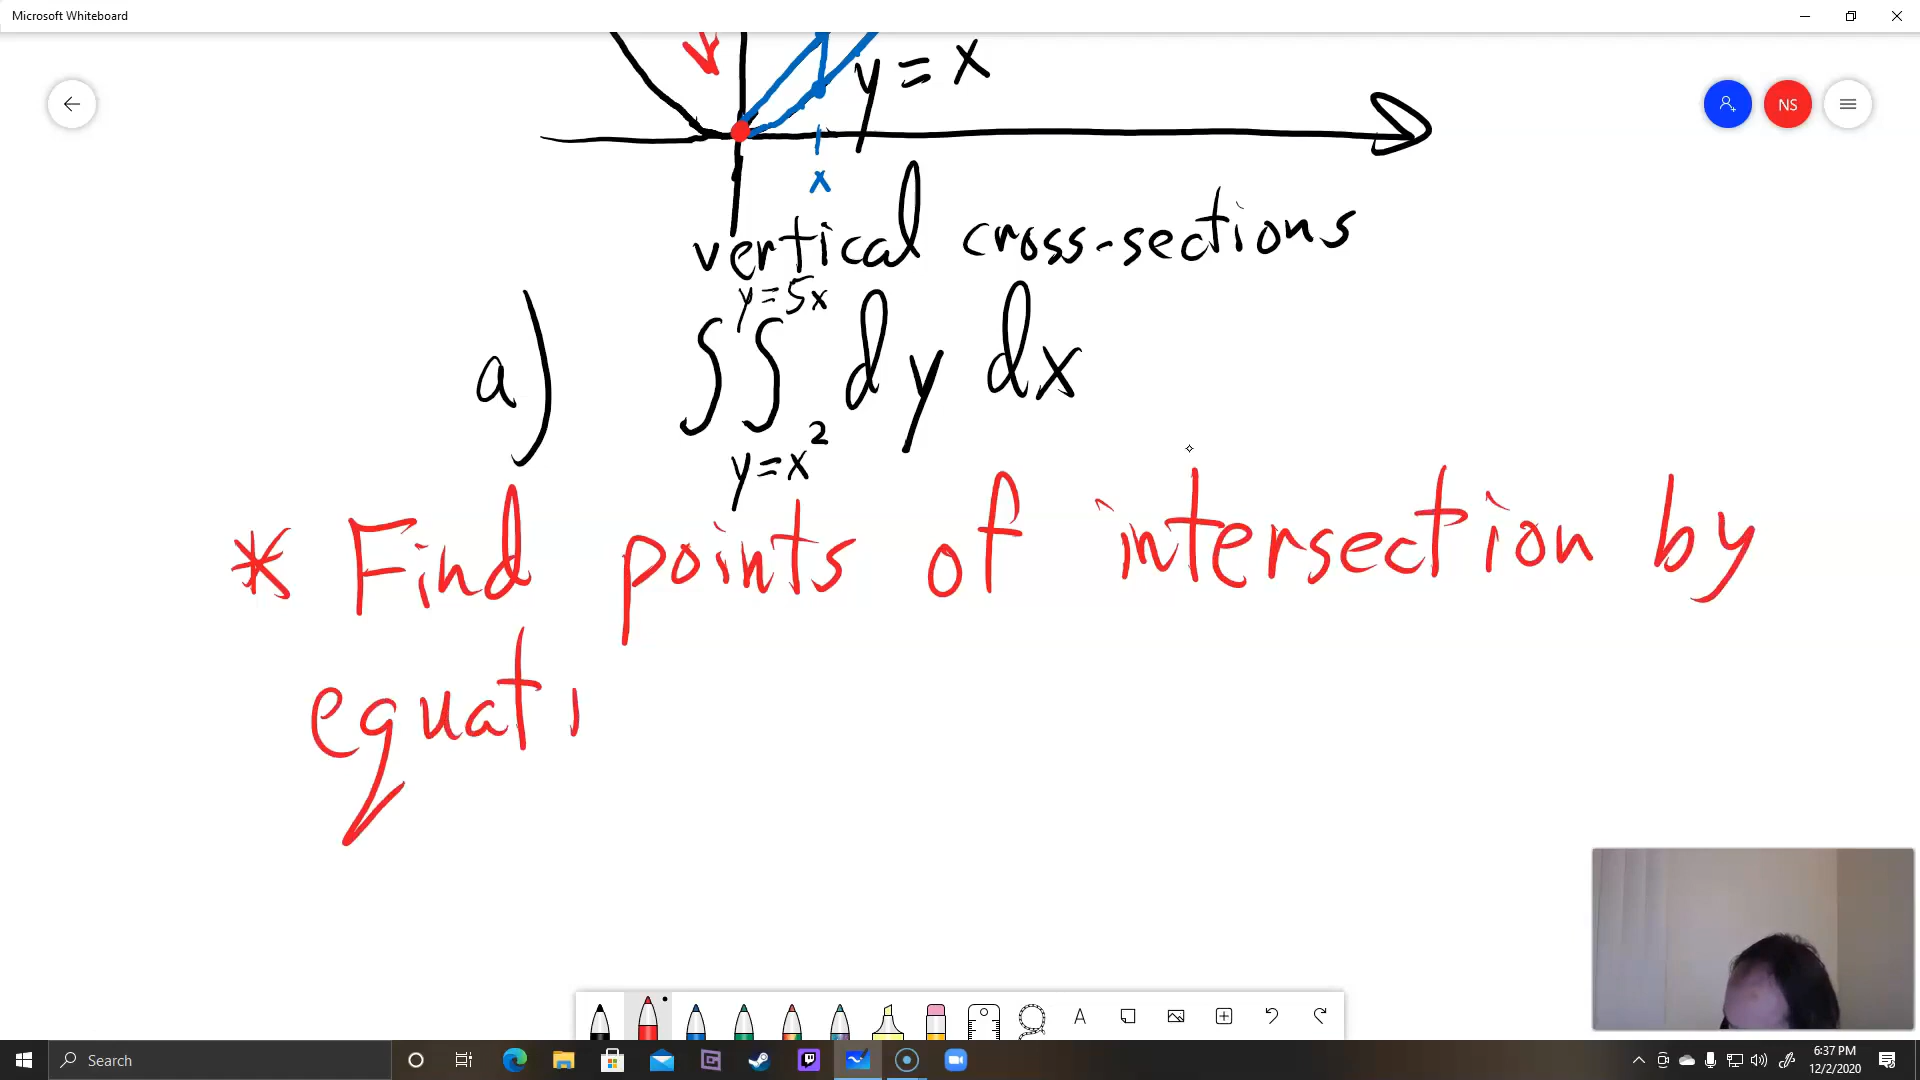 Microsoft Whiteboard
y = x
NS
x
vertical cross-sections
y=5x
a) ∫∫ dy dx
y=x²
* Find points of intersection by
equati
Search
6:37 PM
12/2/2020